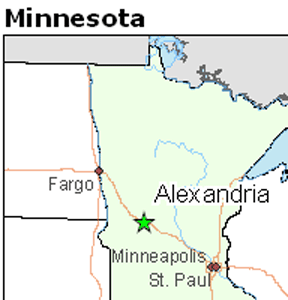 Minnesota
Fargo
Alexandria
Minneapolis
St. Paul